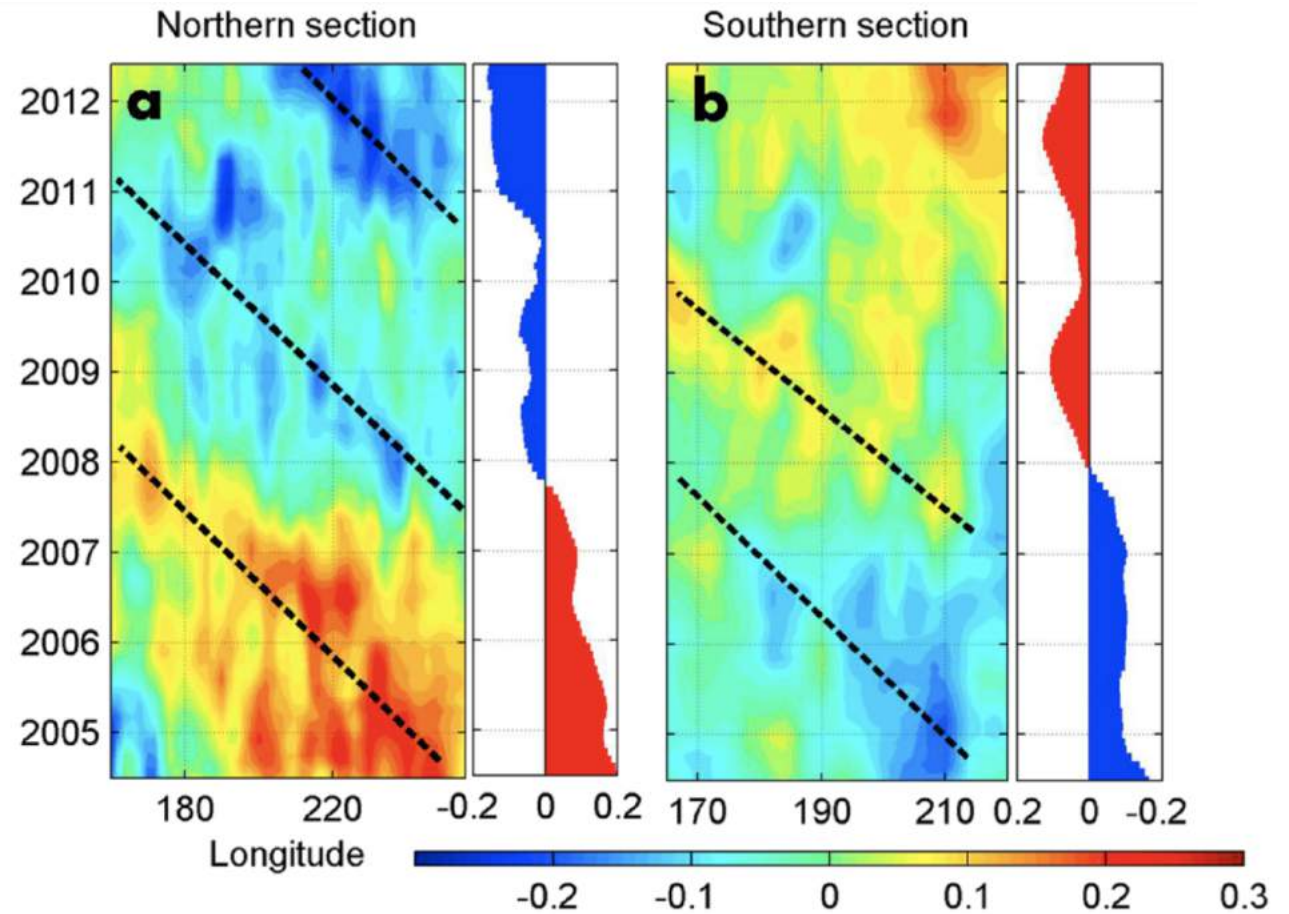 Northern section
Southern section
a
b
2012
2011
2010
2009
2008
2007
2006
2005
180 220 -0.2 0 0.2 170 190 210 0.2 0 -0.2
Longitude
-0.2 -0.1 0 0.1 0.2 0.3